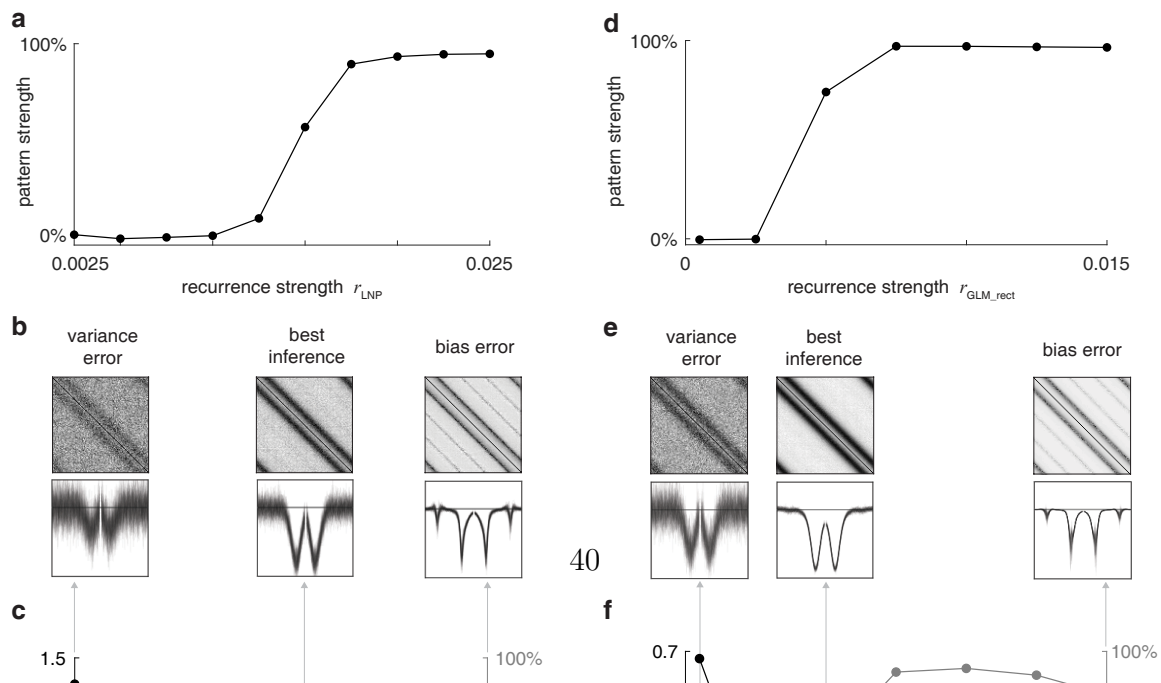 a
100%
pattern strength
0%
0.0025
0.025
recurrence strength r_LNP
b
variance
error
best
inference
bias error
c
1.5
100%
40
d
100%
pattern strength
0%
0
0.015
recurrence strength r_GLM_rect
e
variance
error
best
inference
bias error
f
0.7
100%